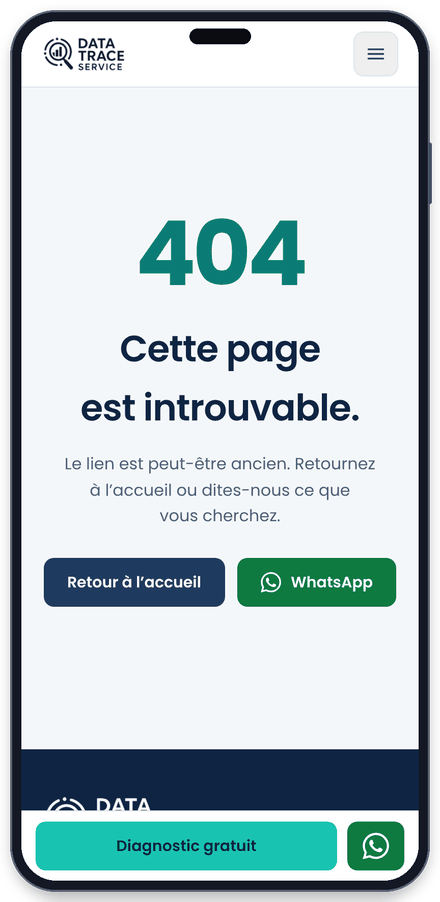 DATA
TRACE
SERVICE
404
Cette page
est introuvable.
Le lien est peut-être ancien. Retournez
à l’accueil ou dites-nous ce que
vous cherchez.
Retour à l’accueil
WhatsApp
DATA
Diagnostic gratuit